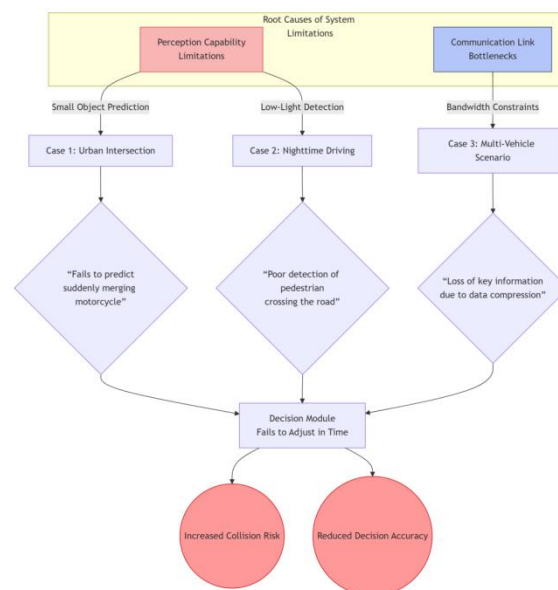 Root Causes of System
Limitations
Perception Capability
Limitations
Communication Link
Bottlenecks
Small Object Prediction
Low-Light Detection
Bandwidth Constraints
Case 1: Urban Intersection
Case 2: Nighttime Driving
Case 3: Multi-Vehicle
Scenario
“Fails to predict
suddenly merging
motorcycle”
“Poor detection of
pedestrian
crossing the road”
“Loss of key information
due to data compression”
Decision Module
Fails to Adjust in Time
Increased Collision Risk
Reduced Decision Accuracy